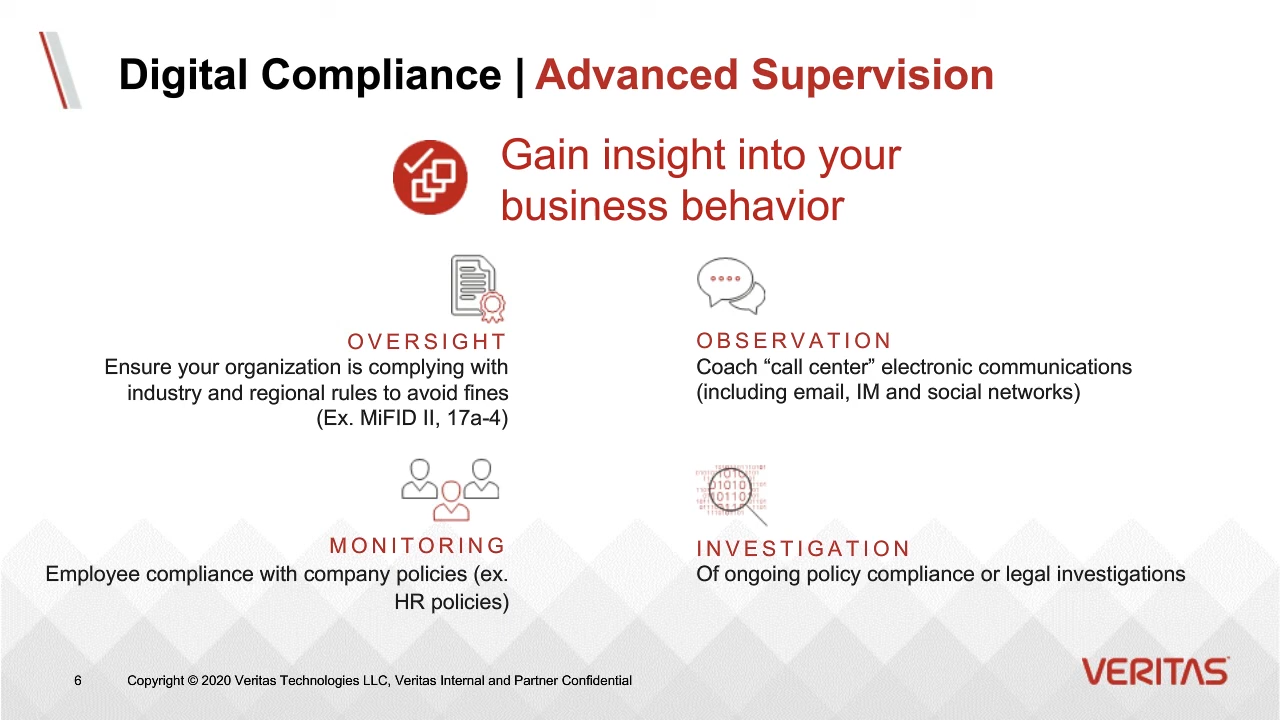 Digital Compliance | Advanced Supervision
Gain insight into your
business behavior
OVERSIGHT
Ensure your organization is complying with
industry and regional rules to avoid fines
(Ex. MiFID II, 17a-4)
OBSERVATION
Coach “call center” electronic communications
(including email, IM and social networks)
MONITORING
Employee compliance with company policies (ex.
HR policies)
INVESTIGATION
Of ongoing policy compliance or legal investigations
6 Copyright © 2020 Veritas Technologies LLC, Veritas Internal and Partner Confidential
VERITAS